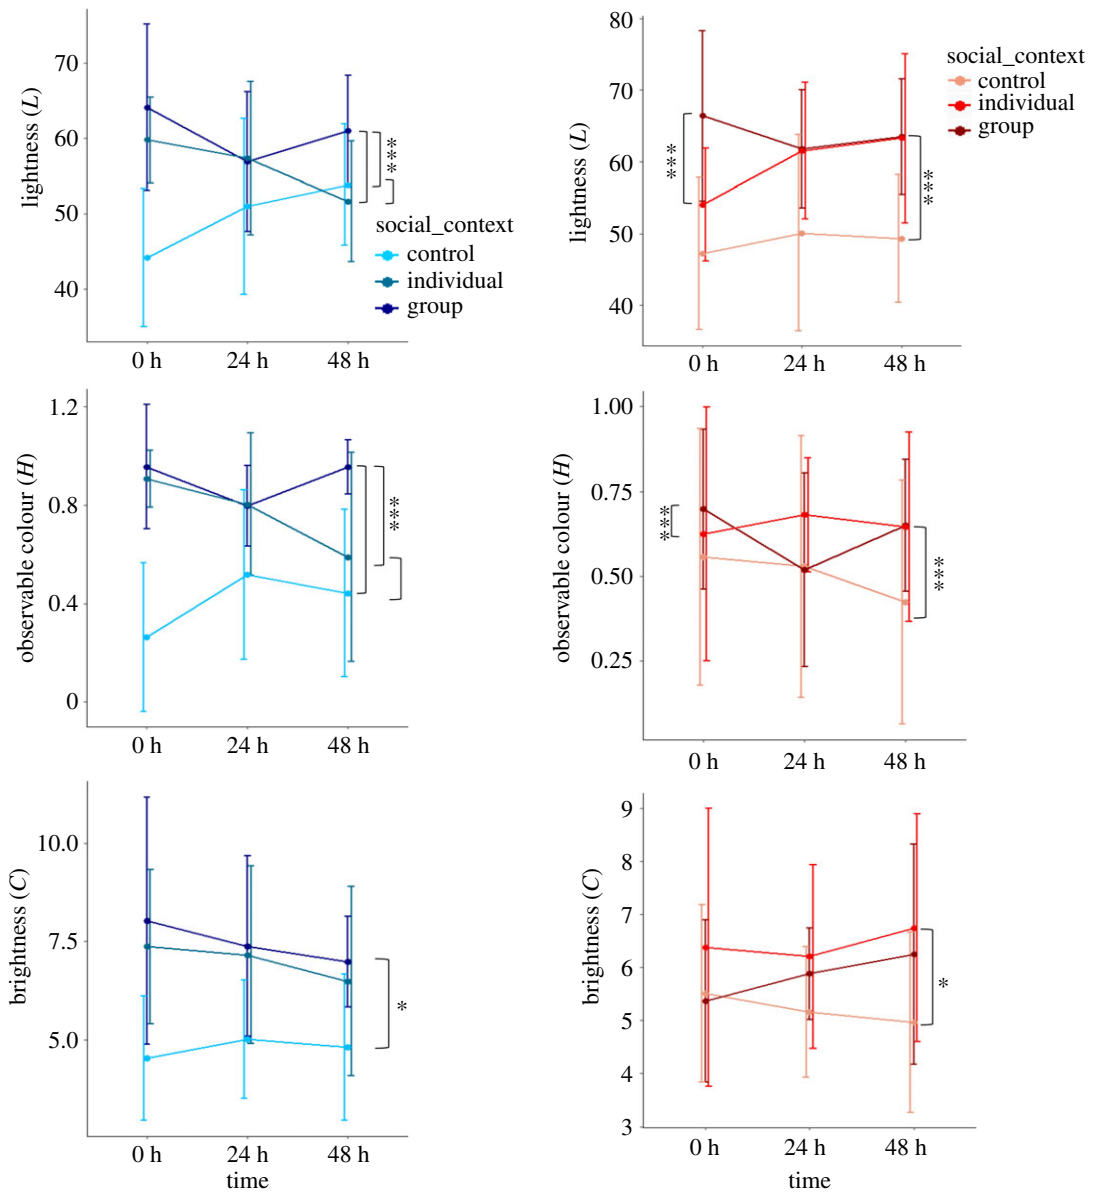 lightness (L)
70
60
50
40
0 h
24 h
48 h
***
social_context
control
individual
group
lightness (L)
80
70
60
50
40
0 h
24 h
48 h
***
***
social_context
control
individual
group
observable colour (H)
1.2
0.8
0.4
0
0 h
24 h
48 h
***
observable colour (H)
1.00
0.75
0.50
0.25
0 h
24 h
48 h
***
***
brightness (C)
10.0
7.5
5.0
0 h
24 h
48 h
time
*
brightness (C)
9
8
7
6
5
4
3
0 h
24 h
48 h
time
*